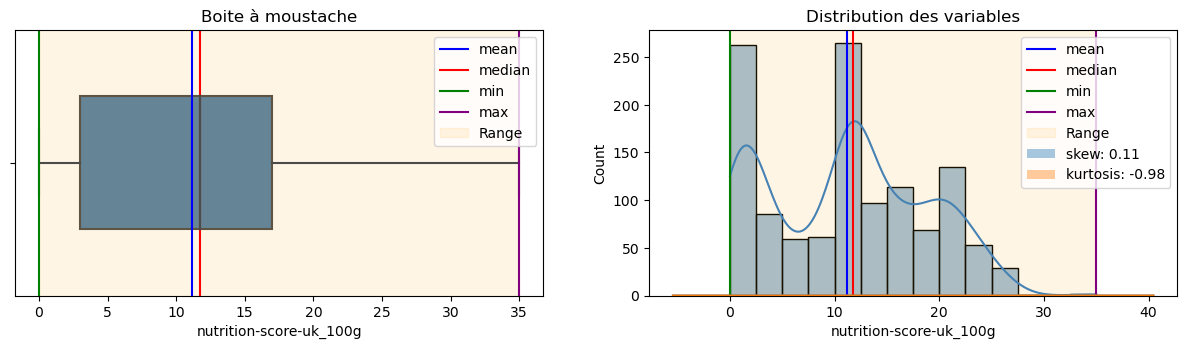 Boite à moustache
mean
median
min
max
Range
0 5 10 15 20 25 30 35
nutrition-score-uk_100g
Distribution des variables
mean
median
min
max
Range
skew: 0.11
kurtosis: -0.98
Count
250
200
150
100
50
0
0 10 20 30 40
nutrition-score-uk_100g